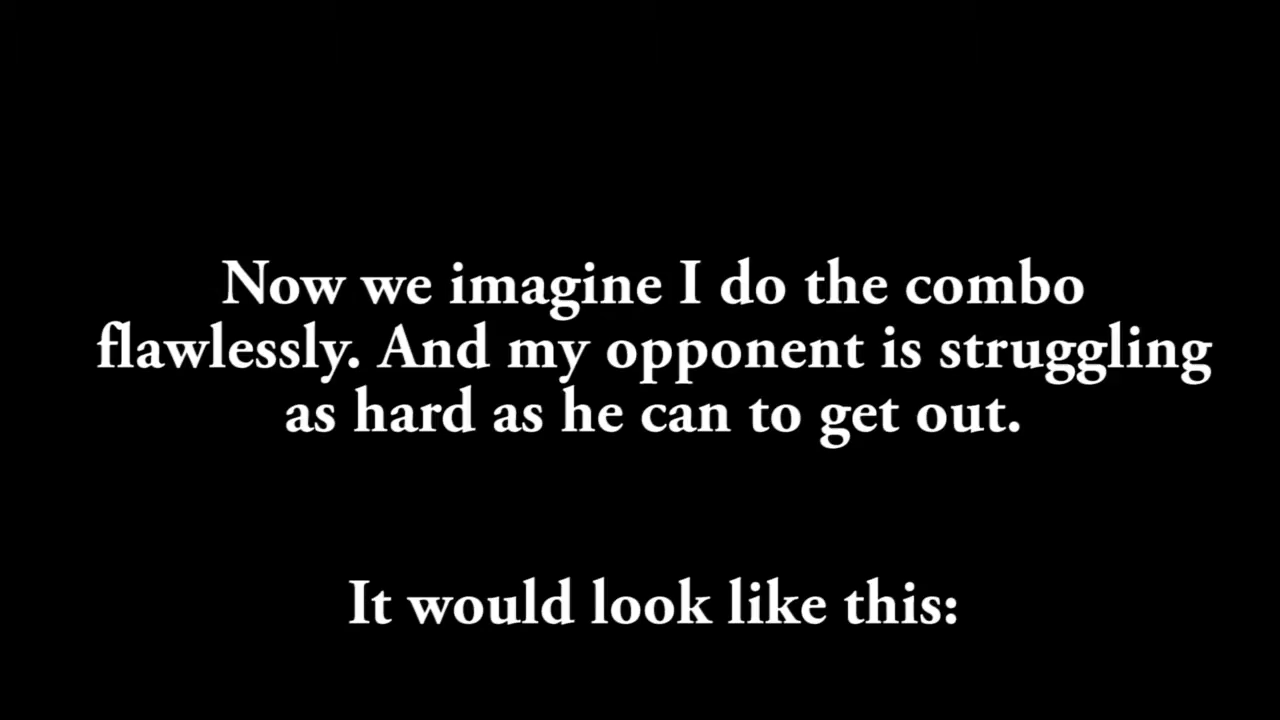 Now we imagine I do the combo
flawlessly. And my opponent is struggling
as hard as he can to get out.
It would look like this: